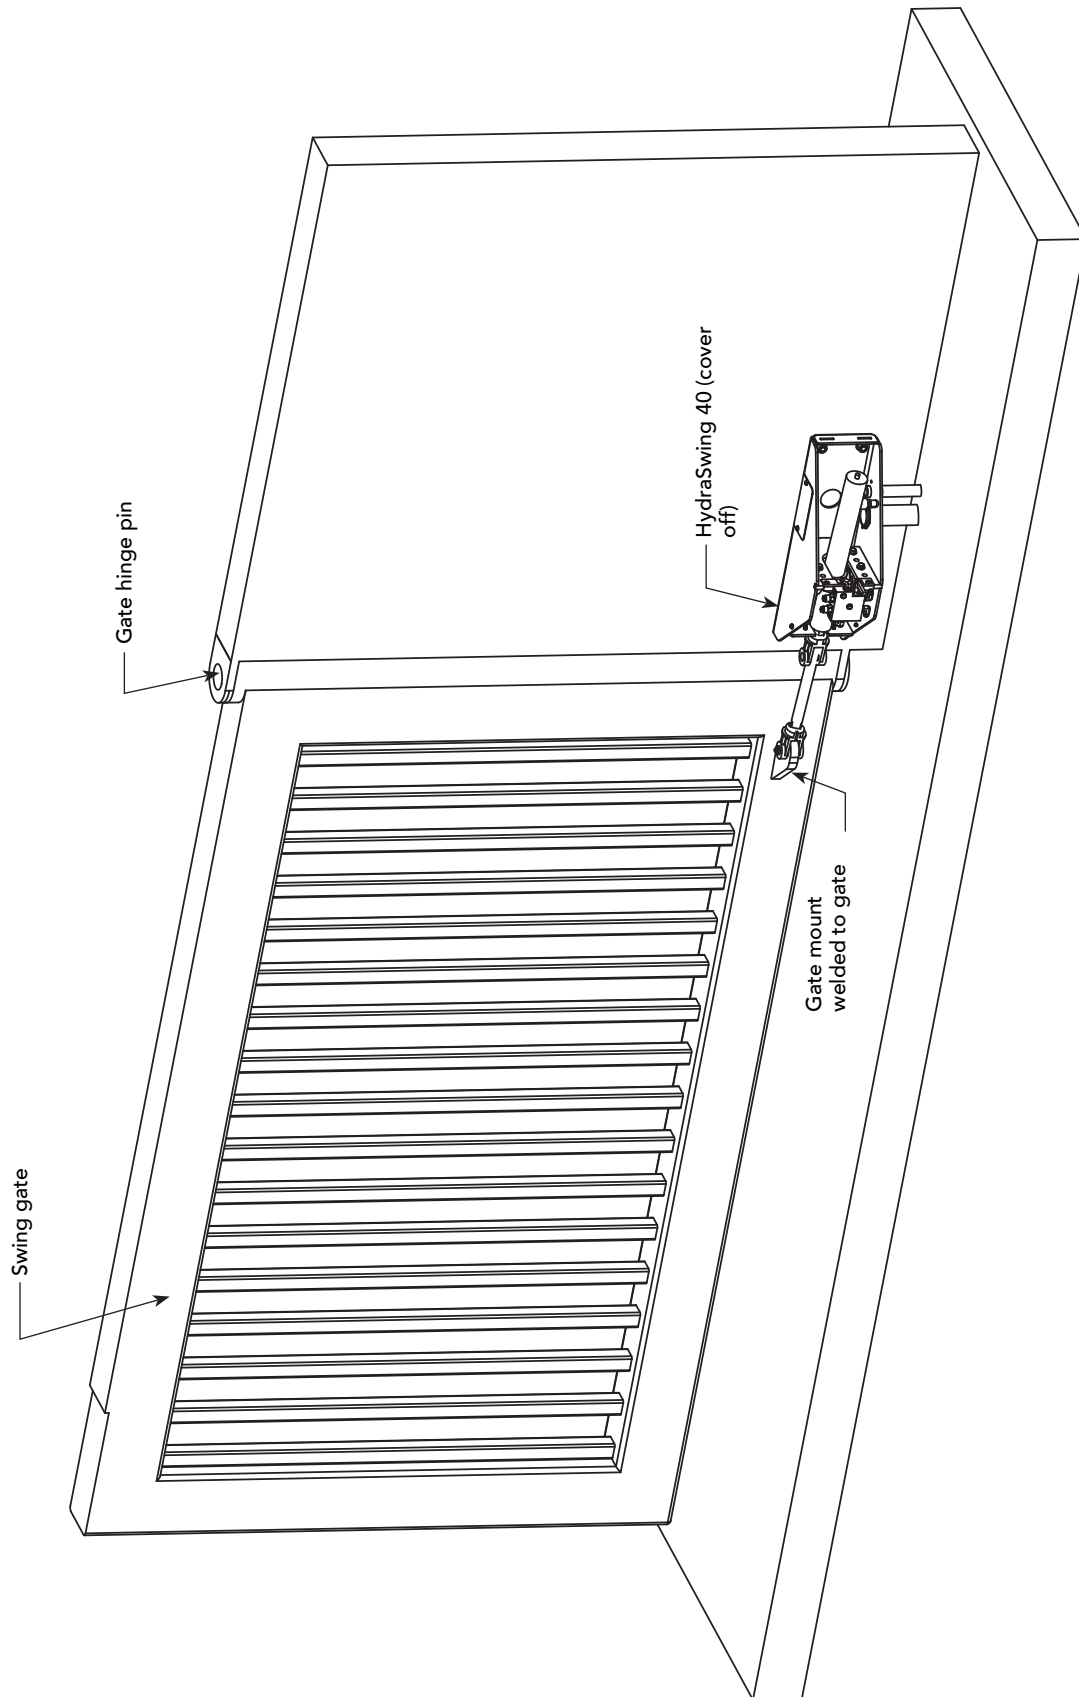 Swing gate
Gate hinge pin
HydraSwing 40 (cover
off)
Gate mount
welded to gate